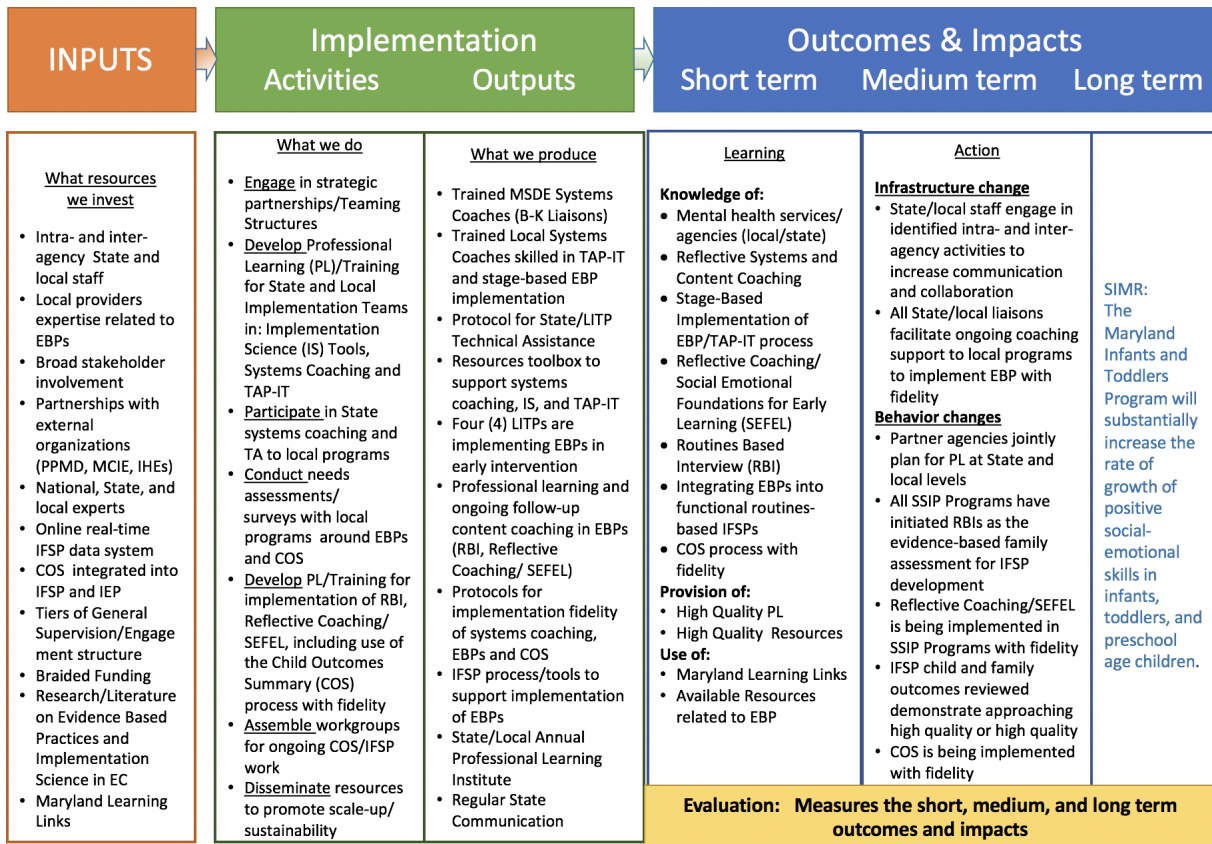 INPUTS
Implementation
Activities
Outputs
Outcomes & Impacts
Short term
Medium term
Long term
What resources
we invest
• Intra- and inter-
agency State and
local staff
• Local providers
expertise related to
EBPs
• Broad stakeholder
involvement
• Partnerships with
external
organizations
(PPMD, MCIE, IHEs)
• National, State, and
local experts
• Online real-time
IFSP data system
• COS integrated into
IFSP and IEP
• Tiers of General
Supervision/Engage
ment structure
• Braided Funding
• Research/Literature
on Evidence Based
Practices and
Implementation
Science in EC
• Maryland Learning
Links
What we do
• Engage in strategic
partnerships/Teaming
Structures
• Develop Professional
Learning (PL)/Training
for State and Local
Implementation Teams
in: Implementation
Science (IS) Tools,
Systems Coaching and
TAP-IT
• Participate in State
systems coaching and
TA to local programs
• Conduct needs
assessments/
surveys with local
programs around EBPs
and COS
• Develop PL/Training for
implementation of RBI,
Reflective Coaching/
SEFEL, including use of
the Child Outcomes
Summary (COS)
process with fidelity
• Assemble workgroups
for ongoing COS/IFSP
work
• Disseminate resources
to promote scale-up/
sustainability
What we produce
• Trained MSDE Systems
Coaches (B-K Liaisons)
• Trained Local Systems
Coaches skilled in TAP-IT
and stage-based EBP
implementation
• Protocol for State/LITP
Technical Assistance
• Resources toolbox to
support systems
coaching, IS, and TAP-IT
• Four (4) LITPs are
implementing EBPs in
early intervention
• Professional learning and
ongoing follow-up
content coaching in EBPs
(RBI, Reflective
Coaching/ SEFEL)
• Protocols for
implementation fidelity
of systems coaching,
EBPs and COS
• IFSP process/tools to
support implementation
of EBPs
• State/Local Annual
Professional Learning
Institute
• Regular State
Communication
Learning
Knowledge of:
• Mental health services/
agencies (local/state)
• Reflective Systems and
Content Coaching
• Stage-Based
Implementation of
EBP/TAP-IT process
• Reflective Coaching/
Social Emotional
Foundations for Early
Learning (SEFEL)
• Routines Based
Interview (RBI)
• Integrating EBPs into
functional routines-
based IFSPs
• COS process with
fidelity
Provision of:
• High Quality PL
• High Quality Resources
Use of:
• Maryland Learning Links
• Available Resources
related to EBP
Action
Infrastructure change
• State/local staff engage in
identified intra- and inter-
agency activities to
increase communication
and collaboration
• All State/local liaisons
facilitate ongoing coaching
support to local programs
to implement EBP with
fidelity
Behavior changes
• Partner agencies jointly
plan for PL at State and
local levels
• All SSIP Programs have
initiated RBIs as the
evidence-based family
assessment for IFSP
development
• Reflective Coaching/SEFEL
is being implemented in
SSIP Programs with fidelity
• IFSP child and family
outcomes reviewed
demonstrate approaching
high quality or high quality
• COS is being implemented
with fidelity
SIMR:
The
Maryland
Infants and
Toddlers
Program will
substantially
increase the
rate of
growth of
positive
social-
emotional
skills in
infants,
toddlers, and
preschool
age children.
Evaluation: Measures the short, medium, and long term
outcomes and impacts